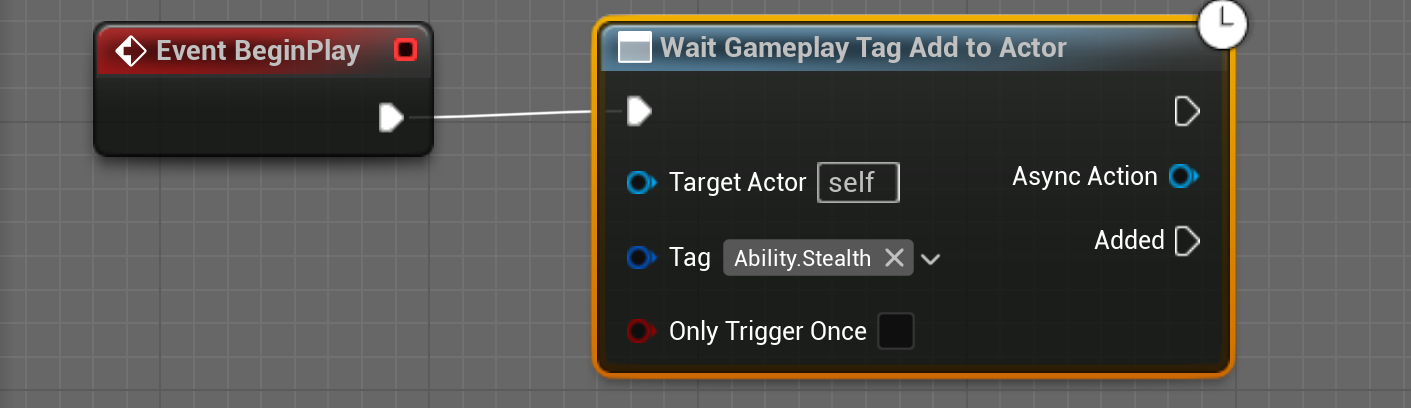 Event BeginPlay
Wait Gameplay Tag Add to Actor
Target Actor self
Async Action
Tag Ability.Stealth
Added
Only Trigger Once